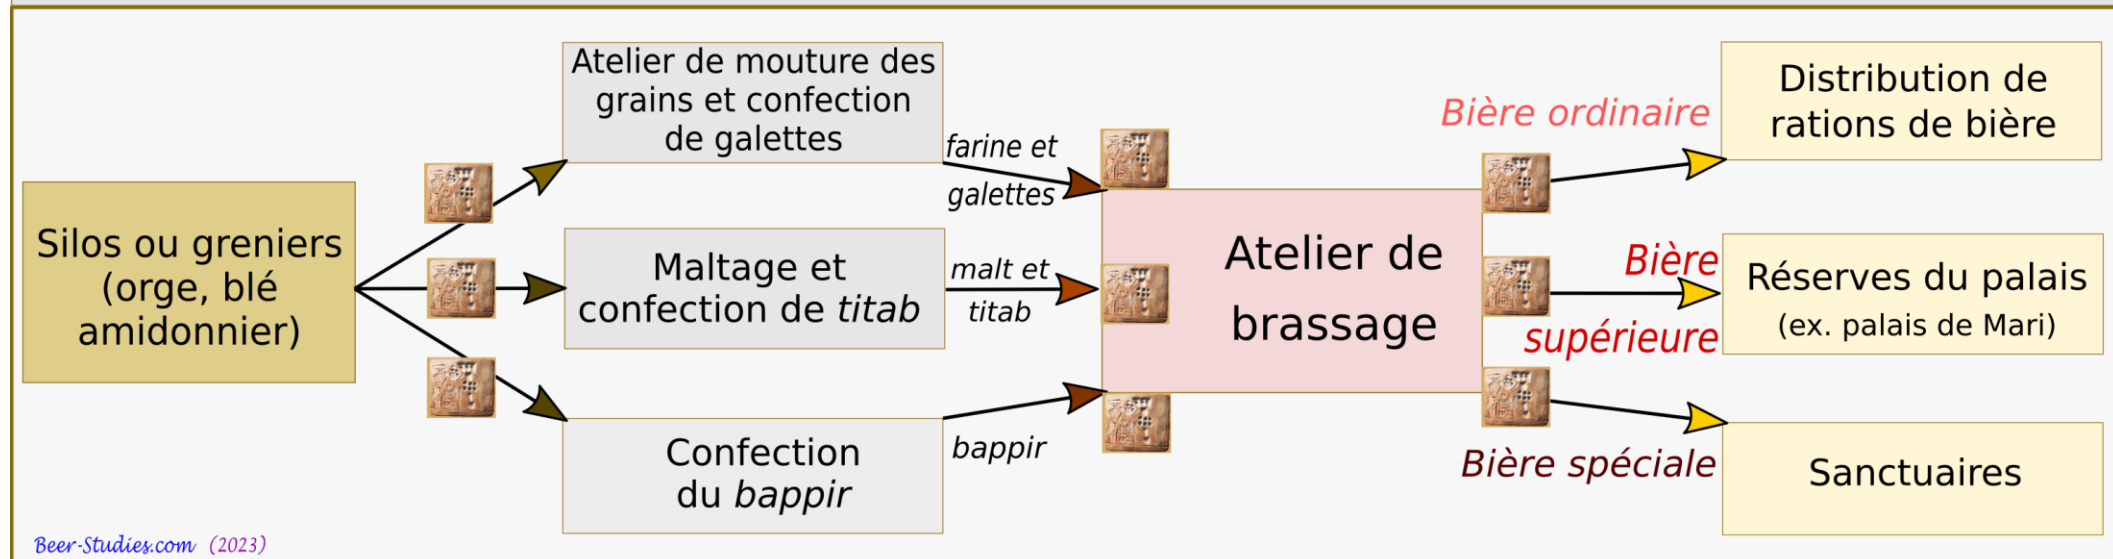 Silos ou greniers
(orge, blé
amidonnier)
Atelier de mouture des
grains et confection
de galettes
Maltage et
confection de titab
Confection
du bappir
farine et
galettes
malt et
titab
bappir
Atelier de
brassage
Bière ordinaire
Bière
supérieure
Bière spéciale
Distribution de
rations de bière
Réserves du palais
(ex. palais de Mari)
Sanctuaires
Beer-Studies.com (2023)